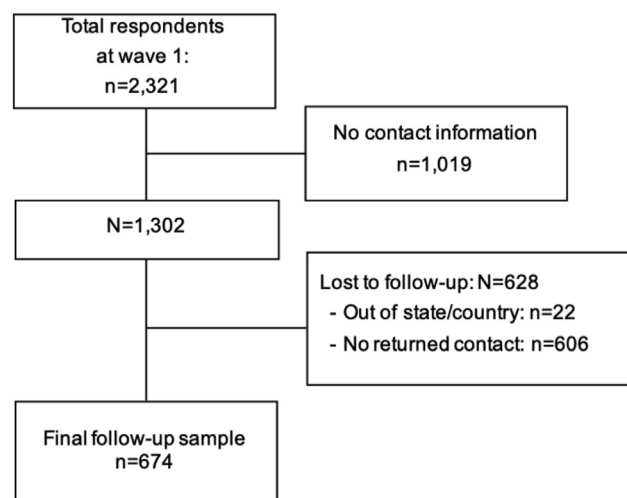 Total respondents
at wave 1:
n=2,321
No contact information
n=1,019
N=1,302
Lost to follow-up: N=628
- Out of state/country: n=22
- No returned contact: n=606
Final follow-up sample
n=674